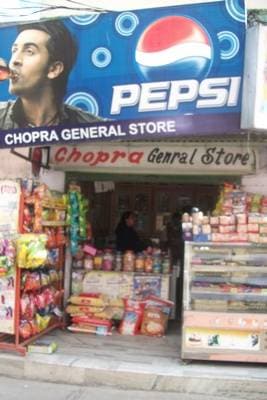 PEPSI
CHOPRA GENERAL STORE
Chopra Genral Store